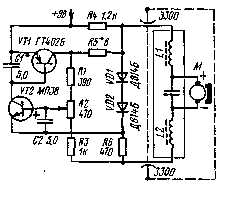 +9В R4 1,2к 3300
VT1 ГТ402Б R5* 8
C1* 5,0
R1 390
VD1 Д814Б
L1
М
+
VT2 МП38
R2 470
VD2 Д814Б
L2
C2 5,0
R3 1к R6 470
3300